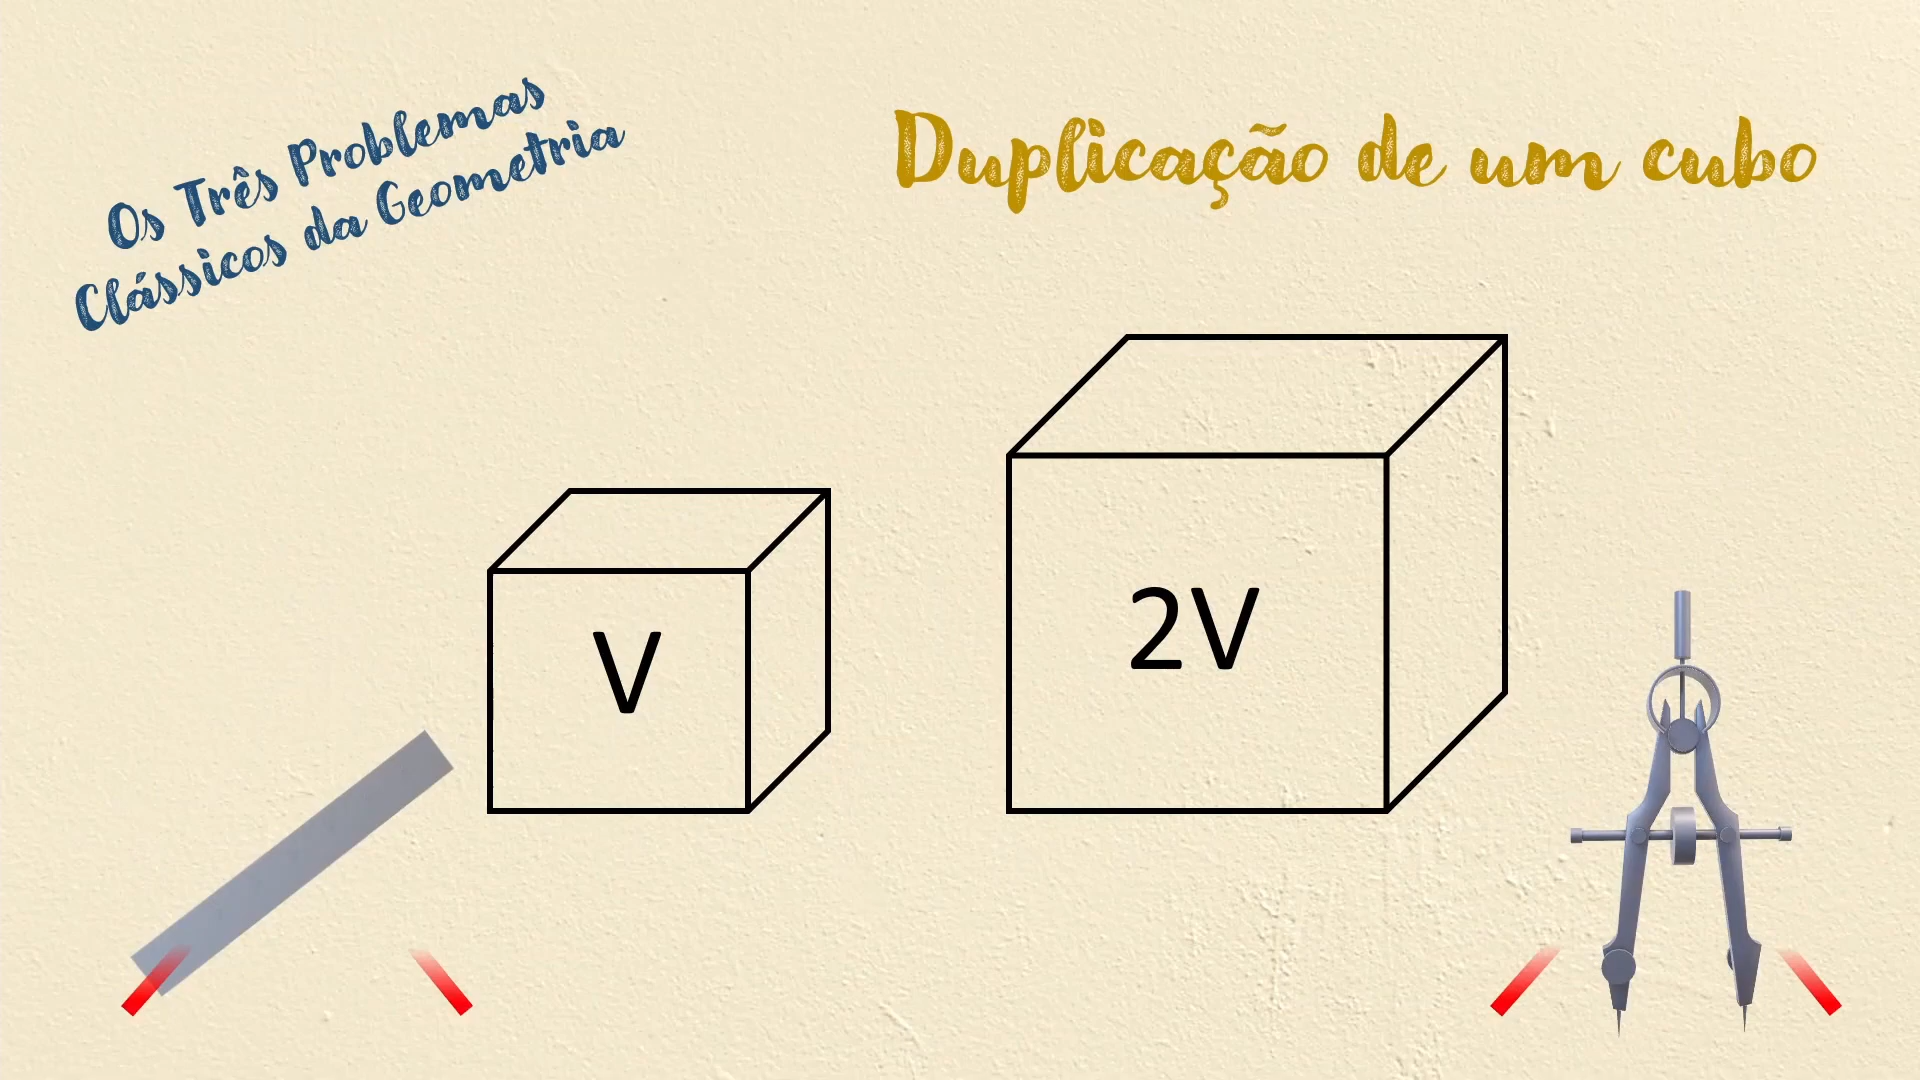 Os Três Problemas
Clássicos da Geometria
Duplicação de um cubo
V
2V